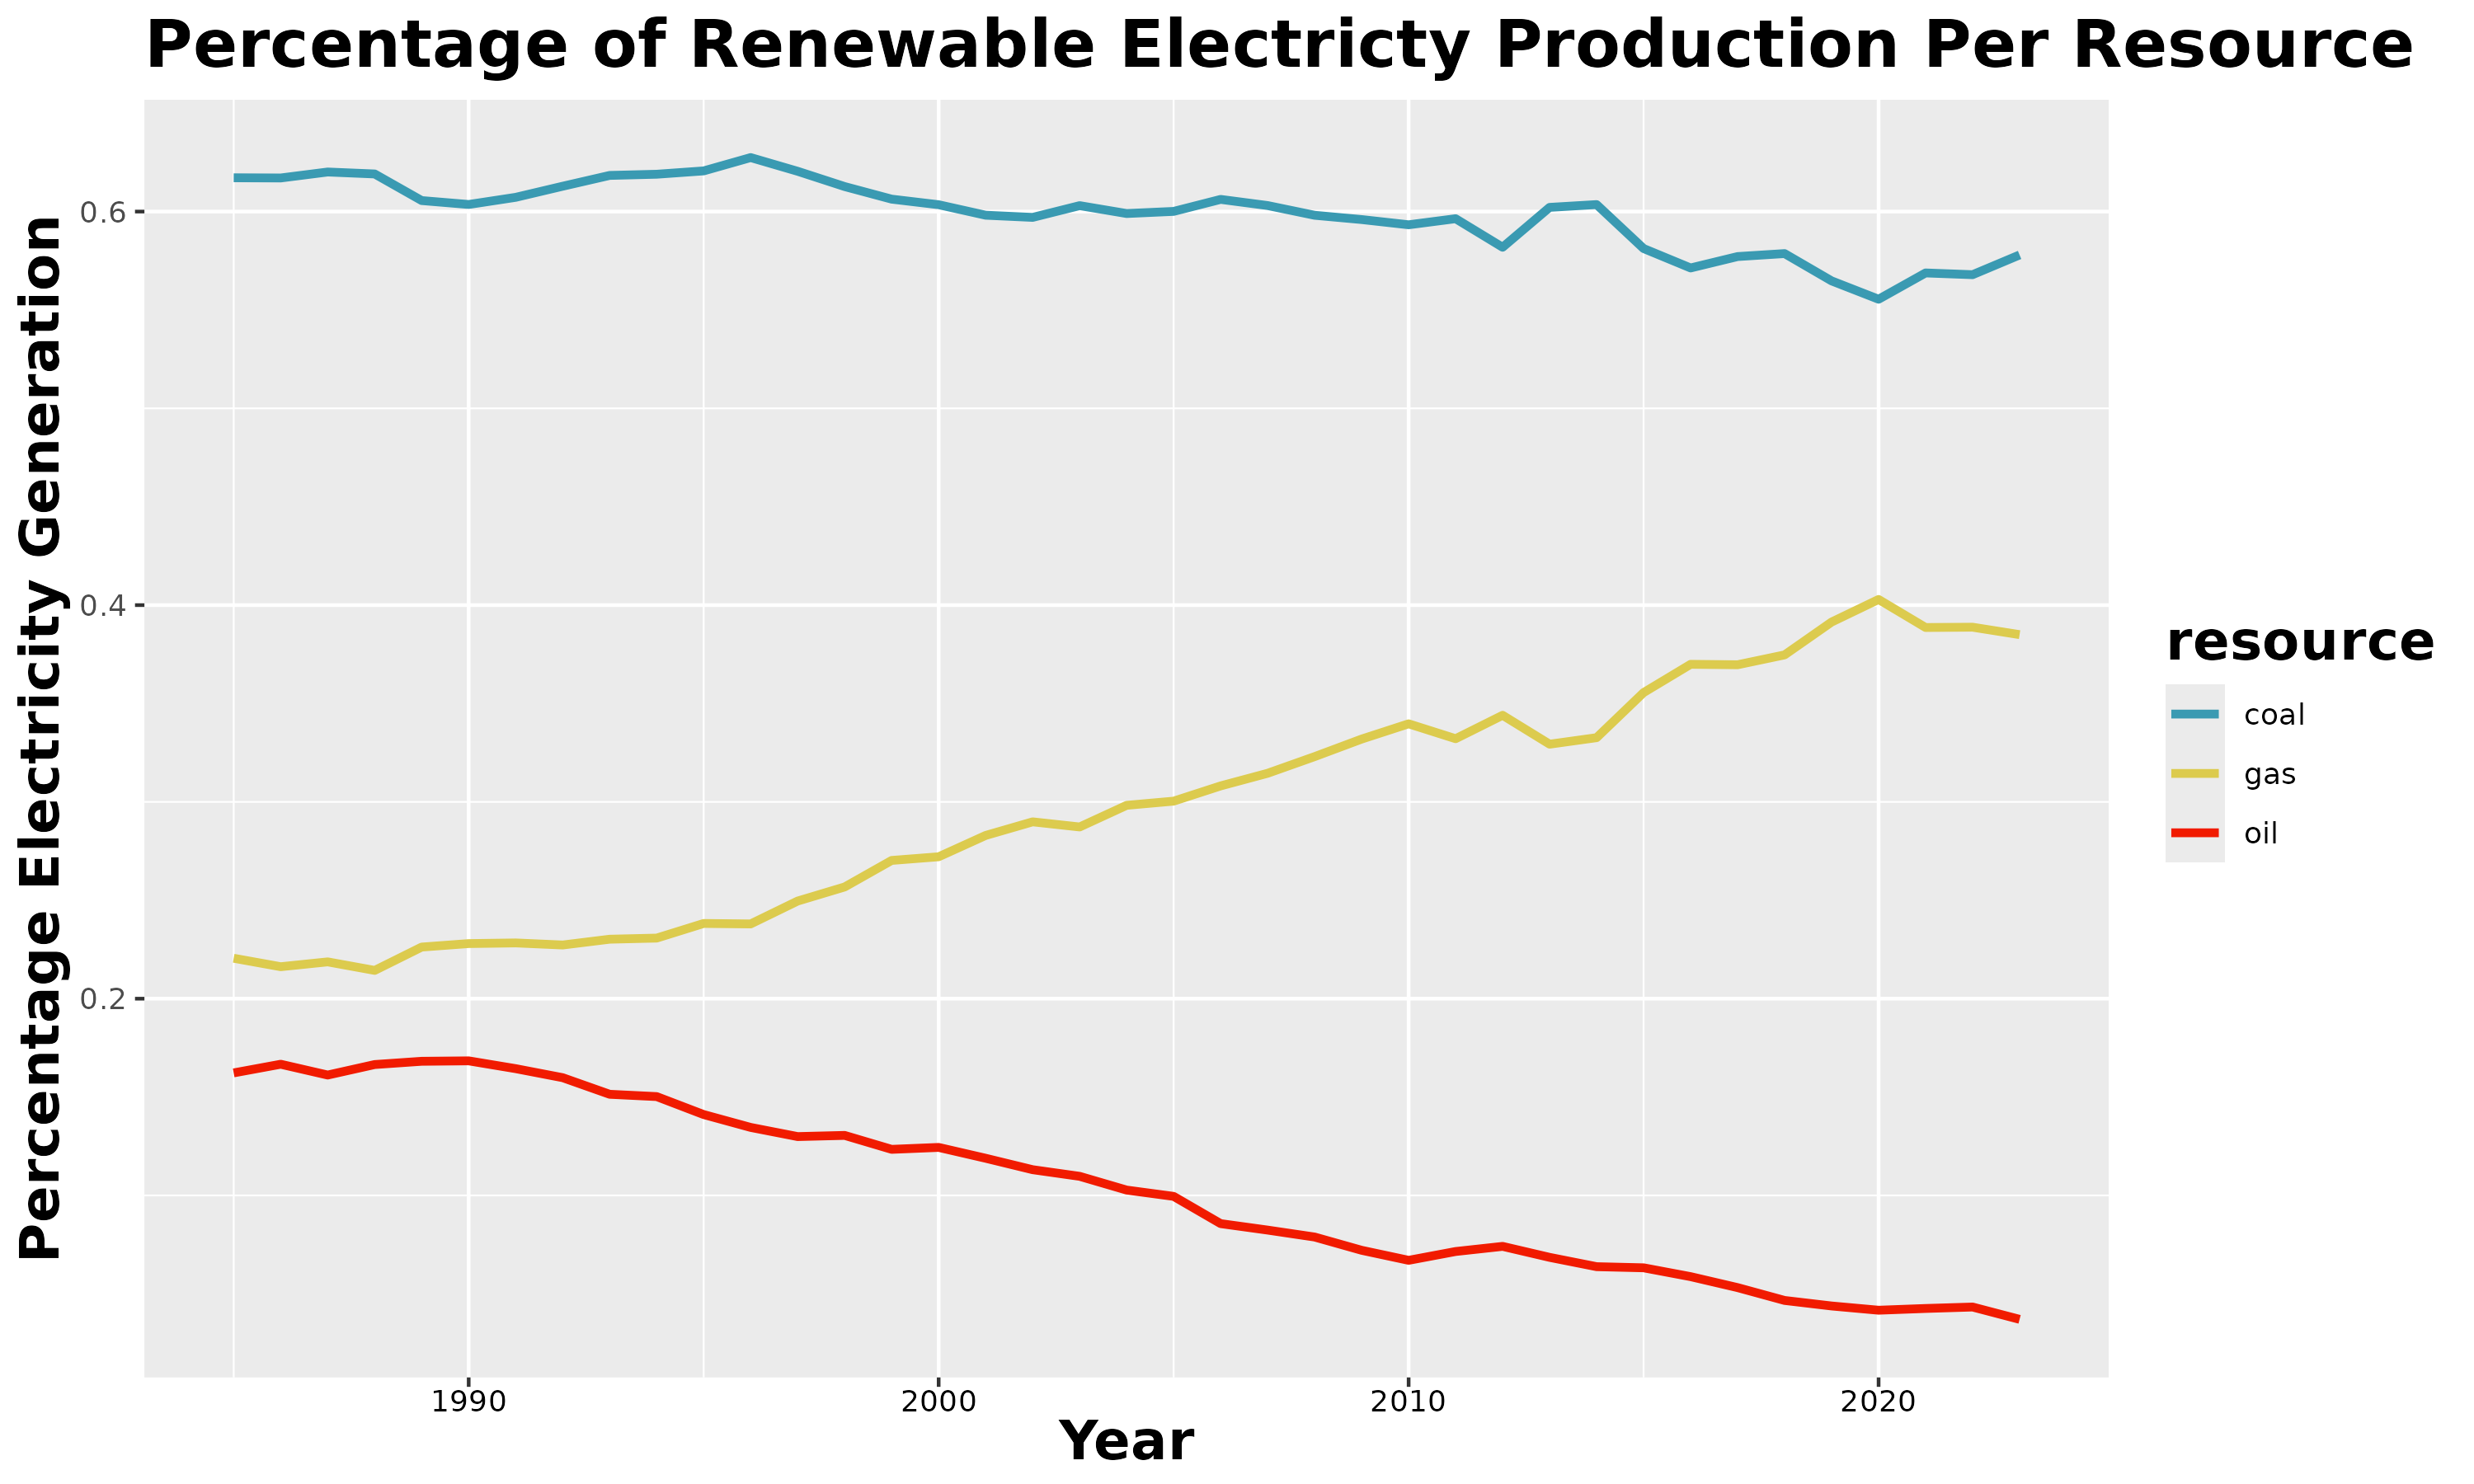 Percentage of Renewable Electricty Production Per Resource
Percentage Electricity Generation
0.6
0.4
0.2
1990
2000
2010
2020
Year
resource
coal
gas
oil